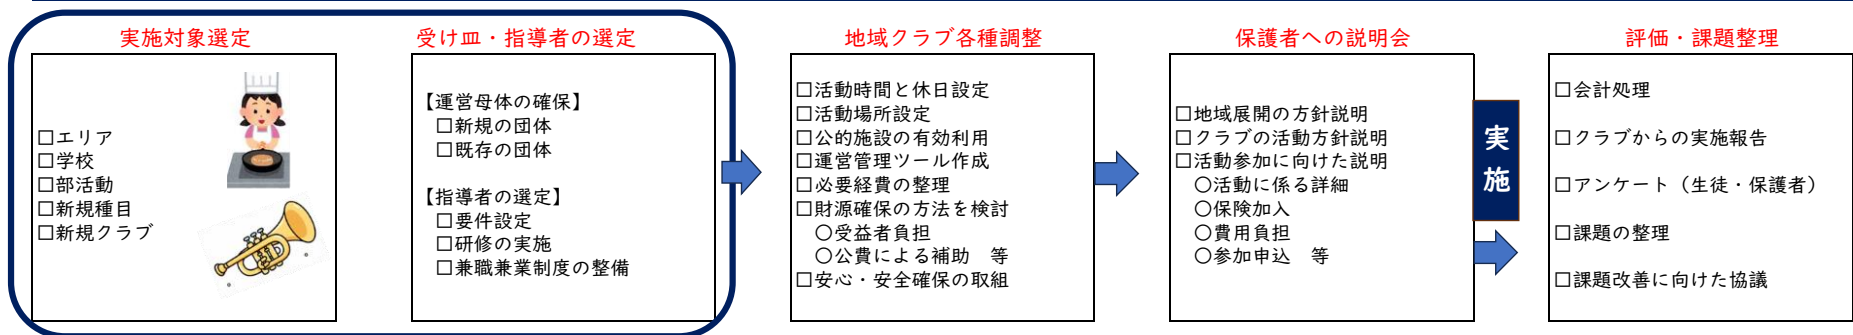 実施対象選定
□エリア
□学校
□部活動
□新規種目
□新規クラブ
受け皿・指導者の選定
【運営母体の確保】
□新規の団体
□既存の団体
【指導者の選定】
□要件設定
□研修の実施
□兼職兼業制度の整備
地域クラブ各種調整
□活動時間と休日設定
□活動場所設定
□公的施設の有効利用
□運営管理ツール作成
□必要経費の整理
□財源確保の方法を検討
○受益者負担
○公費による補助　等
□安心・安全確保の取組
保護者への説明会
□地域展開の方針説明
□クラブの活動方針説明
□活動参加に向けた説明
○活動に係る詳細
○保険加入
○費用負担
○参加申込　等
実施
評価・課題整理
□会計処理
□クラブからの実施報告
□アンケート（生徒・保護者）
□課題の整理
□課題改善に向けた協議